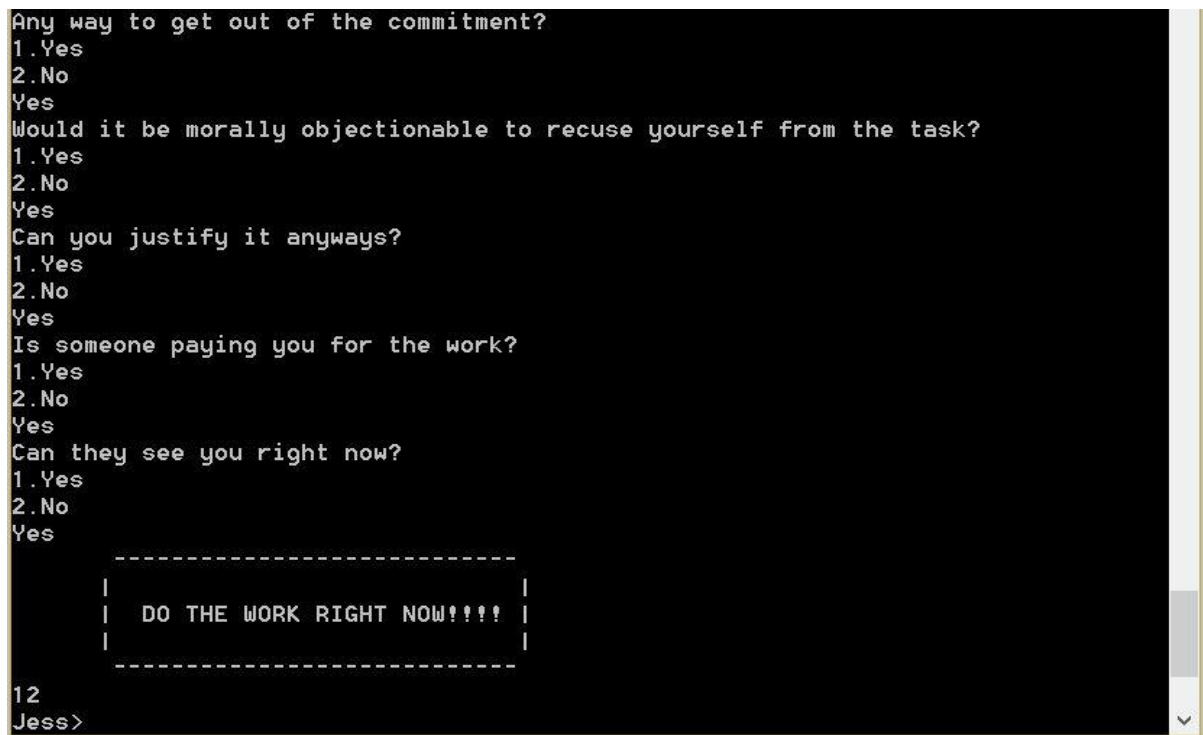 Any way to get out of the commitment?
1.Yes
2.No
Yes
Would it be morally objectionable to recuse yourself from the task?
1.Yes
2.No
Yes
Can you justify it anyways?
1.Yes
2.No
Yes
Is someone paying you for the work?
1.Yes
2.No
Yes
Can they see you right now?
1.Yes
2.No
Yes
----------------------------
| |
| DO THE WORK RIGHT NOW!!!! |
| |
----------------------------
12
Jess>